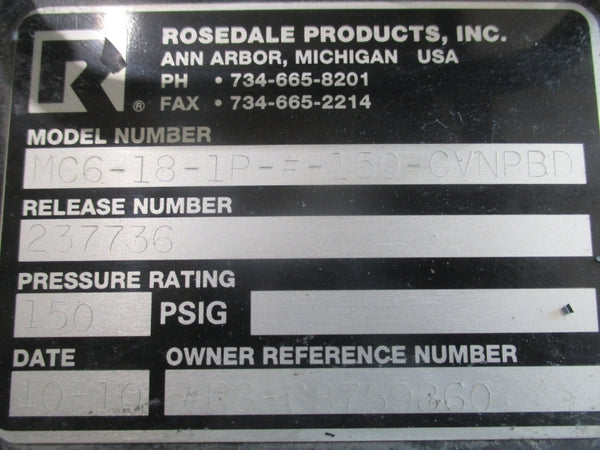 ROSEDALE PRODUCTS, INC.
ANN ARBOR, MICHIGAN USA
PH • 734-665-8201
R ® FAX • 734-665-2214
MODEL NUMBER
MC6-18-1P-#-150-CVNPBD
RELEASE NUMBER
237736
PRESSURE RATING
150 PSIG
DATE OWNER REFERENCE NUMBER
10-10